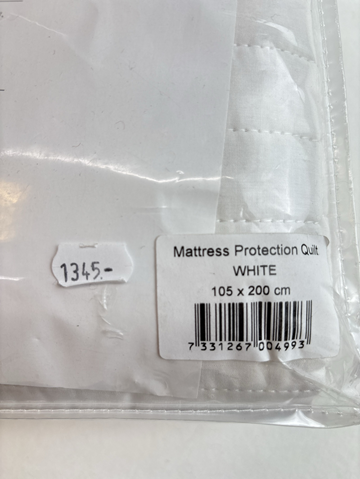 1345.-
Mattress Protection Quilt
WHITE
105 x 200 cm
7 331267 004993